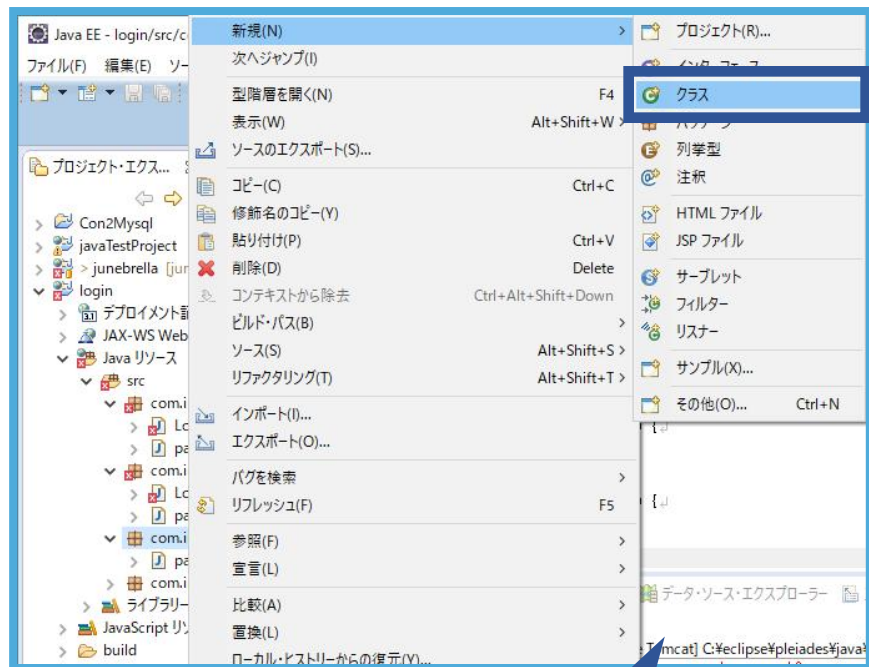 Java EE - login/src/c
ファイル(F) 編集(E) ソー
プロジェクト・エクス...
Con2Mysql
javaTestProject
> junebrella [jur
login
デプロイメント記
JAX-WS Web
Java リソース
src
com.i
Lo
pa
com.i
Lo
pa
com.i
pa
com.i
ライブラリー
JavaScript リソ
build
新規(N)
次へジャンプ(I)
型階層を開く(N) F4
表示(W) Alt+Shift+W
ソースのエクスポート(S)...
コピー(C) Ctrl+C
修飾名のコピー(Y)
貼り付け(P) Ctrl+V
削除(D) Delete
コンテキストから除去 Ctrl+Alt+Shift+Down
ビルド・パス(B)
ソース(S) Alt+Shift+S
リファクタリング(T) Alt+Shift+T
インポート(I)...
エクスポート(O)...
バグを検索
リフレッシュ(F) F5
参照(F)
宣言(L)
比較(A)
置換(L)
ローカル・ヒストリーからの復元(Y)...
プロジェクト(R)...
クラス
列挙型
注釈
HTML ファイル
JSP ファイル
サーブレット
フィルター
リスナー
サンプル(X)...
その他(O)... Ctrl+N
{
{
データ・ソース・エクスプローラー
Tomcat] C:¥eclipse¥pleiades¥java¥